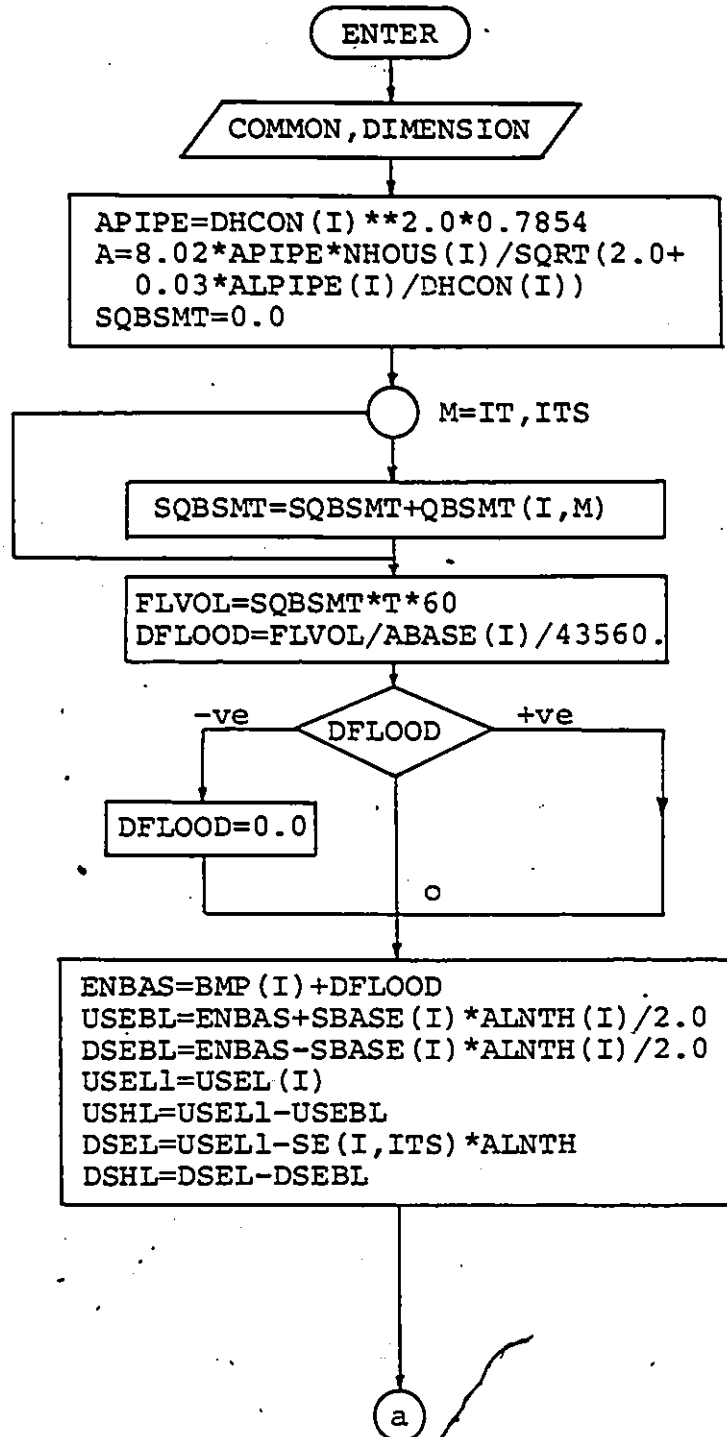 ENTER
COMMON,DIMENSION
APIPE=DHCON(I)**2.0*0.7854
A=8.02*APIPE*NHOUS(I)/SQRT(2.0+
0.03*ALPIPE(I)/DHCON(I))
SQBSMT=0.0
M=IT,ITS
SQBSMT=SQBSMT+QBSMT(I,M)
FLVOL=SQBSMT*T*60
DFLOOD=FLVOL/ABASE(I)/43560.
-ve
DFLOOD
+ve
DFLOOD=0.0
o
ENBAS=BMP(I)+DFLOOD
USEBL=ENBAS+SBASE(I)*ALNTH(I)/2.0
DSEBL=ENBAS-SBASE(I)*ALNTH(I)/2.0
USEL1=USEL(I)
USHL=USEL1-USEBL
DSEL=USEL1-SE(I,ITS)*ALNTH
DSHL=DSEL-DSEBL
a